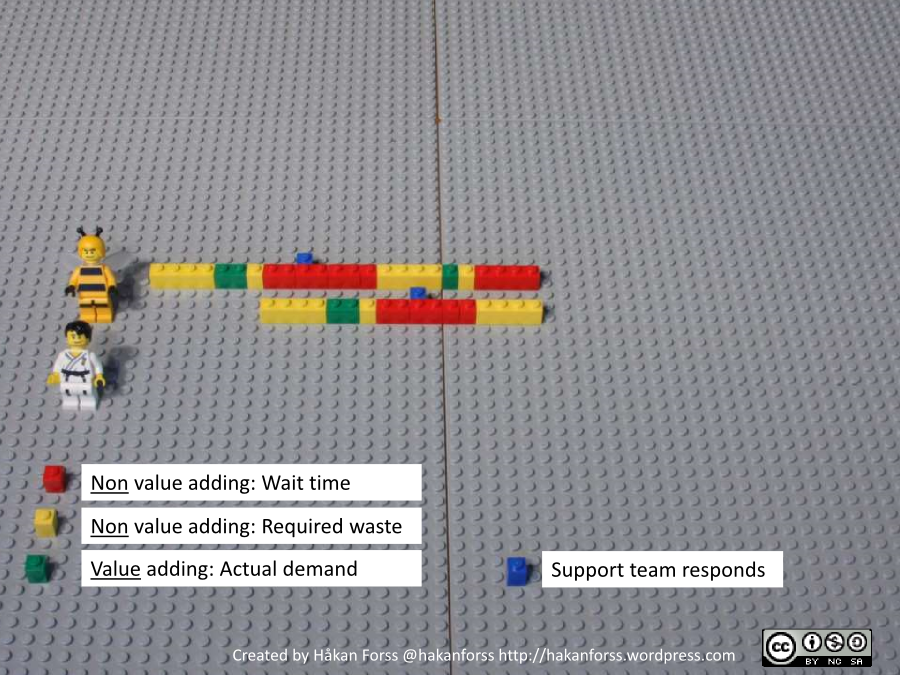 Non value adding: Wait time
Non value adding: Required waste
Value adding: Actual demand
Support team responds
Created by Håkan Forss @hakanforss http://hakanforss.wordpress.com
cc BY NC SA